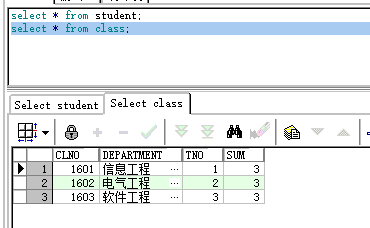 select * from student;
select * from class;
Select student Select class
CLNO DEPARTMENT TNO SUM
1 1601 信息工程 ··· 1 3
2 1602 电气工程 ··· 2 3
3 1603 软件工程 ··· 3 3